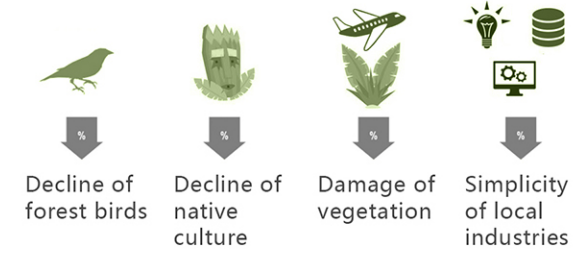 %
%
%
%
Decline of
forest birds
Decline of
native
culture
Damage of
vegetation
Simplicity
of local
industries